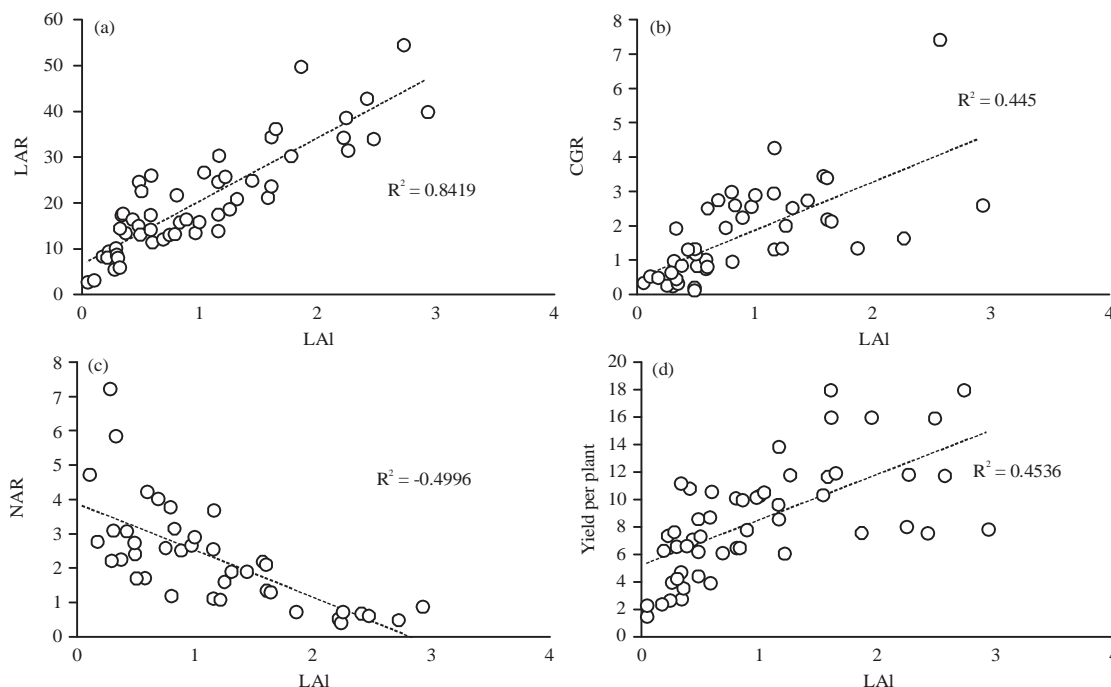 (a)
60
50
40
30
20
10
0
LAR
R² = 0.8419
0 1 2 3 4
LAl
(b)
8
7
6
5
4
3
2
1
0
CGR
R² = 0.445
0 1 2 3 4
LAl
(c)
8
7
6
5
4
3
2
1
0
NAR
R² = -0.4996
0 1 2 3 4
LAl
(d)
20
18
16
14
12
10
8
6
4
2
0
Yield per plant
R² = 0.4536
0 1 2 3 4
LAl